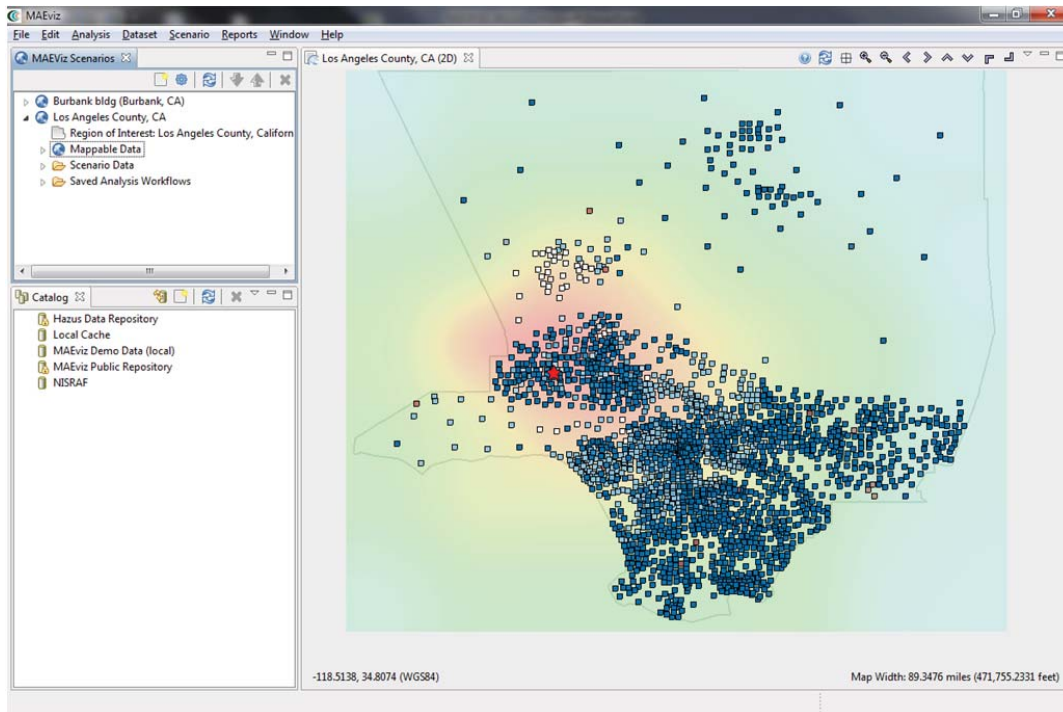 MAEviz
File Edit Analysis Dataset Scenario Reports Window Help
MAEViz Scenarios
Burbank bldg (Burbank, CA)
Los Angeles County, CA
Region of Interest: Los Angeles County, Californ
Mappable Data
Scenario Data
Saved Analysis Workflows
Catalog
Hazus Data Repository
Local Cache
MAEviz Demo Data (local)
MAEviz Public Repository
NISRAF
Los Angeles County, CA (2D)
-118.5138, 34.8074 (WGS84)
Map Width: 89.3476 miles (471,755.2331 feet)